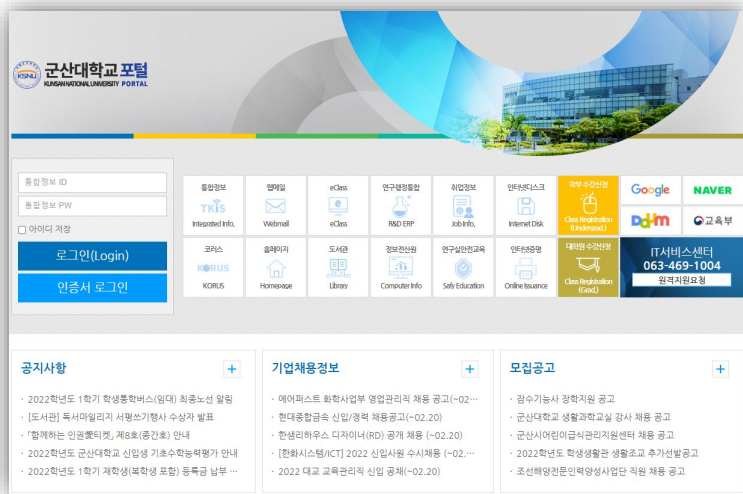 KSNU
군산대학교포털
KUNSAN NATIONAL UNIVERSITY PORTAL
통합정보 ID
통합정보 PW
아이디 저장
로그인(Login)
인증서 로그인
통합정보
TKIS
Integrated Info.
웹메일
Webmail
eClass
e
eClass
연구행정통합
R&D ERP
취업정보
Job Info.
인터넷디스크
Internet Disk
학부 수강신청
Class Registration
(Undergrad.)
Google
NAVER
Daum
교육부
코러스
KORUS
KORUS
홈페이지
Homepage
도서관
Library
정보전산원
Computer Info
연구실안전교육
Safy Education
인터넷증명
Online Issuance
대학원 수강신청
Class Registration
(Grad.)
IT서비스센터
063-469-1004
원격지원요청
공지사항
+
· 2022학년도 1학기 학생통학버스(임대) 최종노선 알림
· [도서관] 독서마일리지 서평쓰기행사 수상자 발표
· 「함께하는 인권愛티켓」 제8호(종간호) 안내
· 2022학년도 군산대학교 신입생 기초수학능력평가 안내
· 2022학년도 1학기 재학생(복학생 포함) 등록금 납부 …
기업채용정보
+
· 에어퍼스트 화학사업부 영업관리직 채용 공고(~02…
· 현대종합금속 신입/경력 채용공고(~02.20)
· 한샘리하우스 디자이너(RD) 공개 채용 (~02.20)
· [한화시스템/ICT] 2022 신입사원 수시채용 (~02.…
· 2022 대교 교육관리직 신입 공채(~02.20)
모집공고
+
· 잠수기능사 장학지원 공고
· 군산대학교 생활과학교실 강사 채용 공고
· 군산시어린이급식관리지원센터 채용 공고
· 2022학년도 학생생활관 생활조교 추가선발공고
· 조선해양전문인력양성사업단 직원 채용 공고